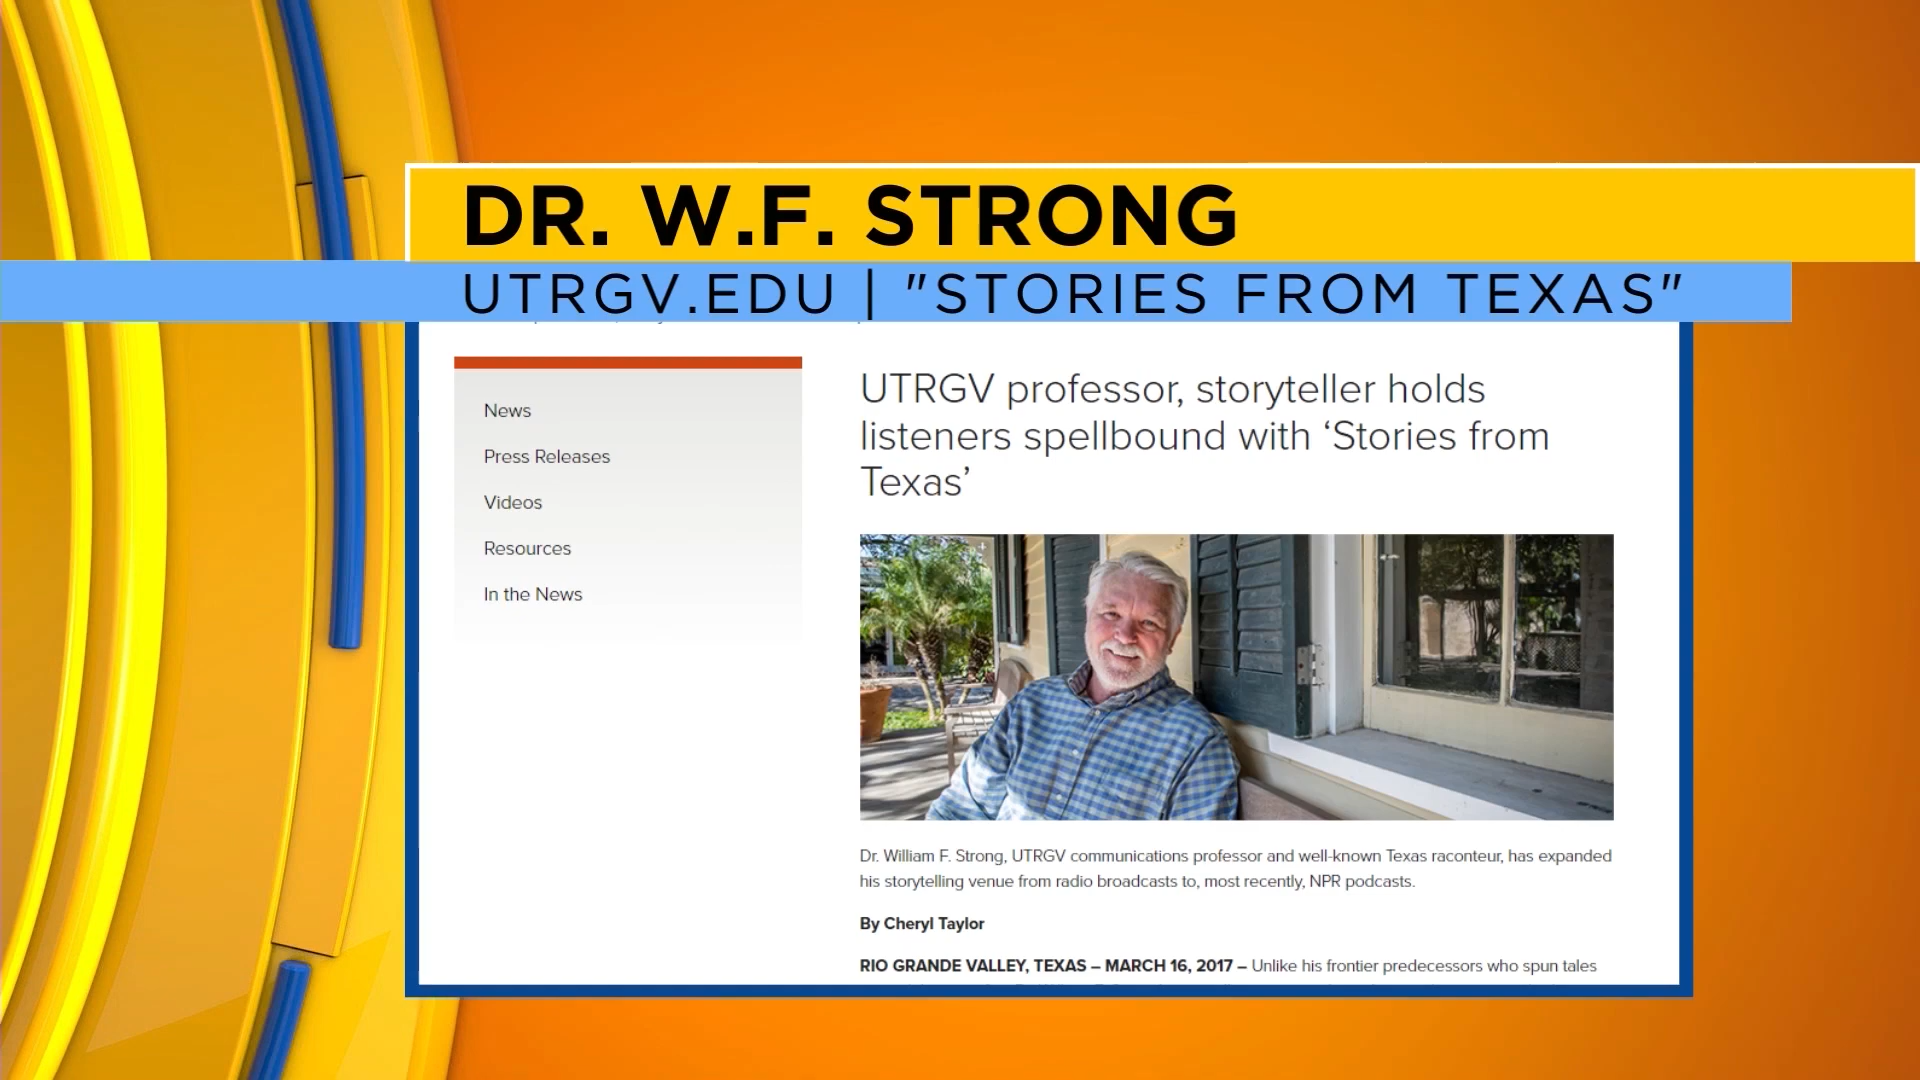 DR. W.F. STRONG
UTRGV.EDU | "STORIES FROM TEXAS"
News
Press Releases
Videos
Resources
In the News
UTRGV professor, storyteller holds
listeners spellbound with ‘Stories from
Texas’
Dr. William F. Strong, UTRGV communications professor and well-known Texas raconteur, has expanded
his storytelling venue from radio broadcasts to, most recently, NPR podcasts.
By Cheryl Taylor
RIO GRANDE VALLEY, TEXAS – MARCH 16, 2017 – Unlike his frontier predecessors who spun tales